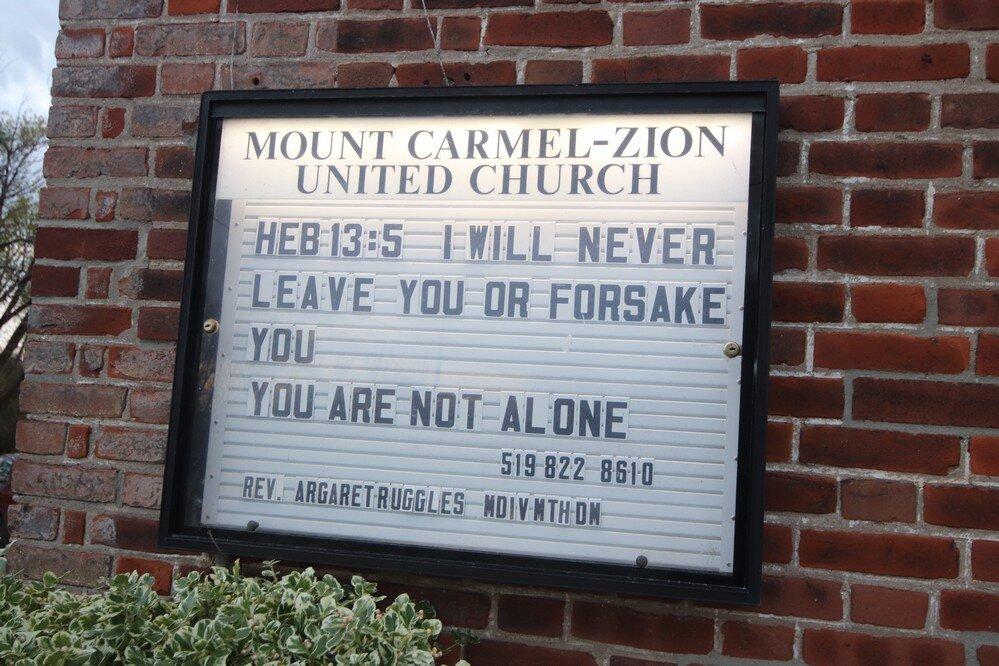 MOUNT CARMEL-ZION
UNITED CHURCH
HEB 13:5 I WILL NEVER
LEAVE YOU OR FORSAKE
YOU
YOU ARE NOT ALONE
519 822 8610
REV. ARGARET RUGGLES MDIV MTH DM